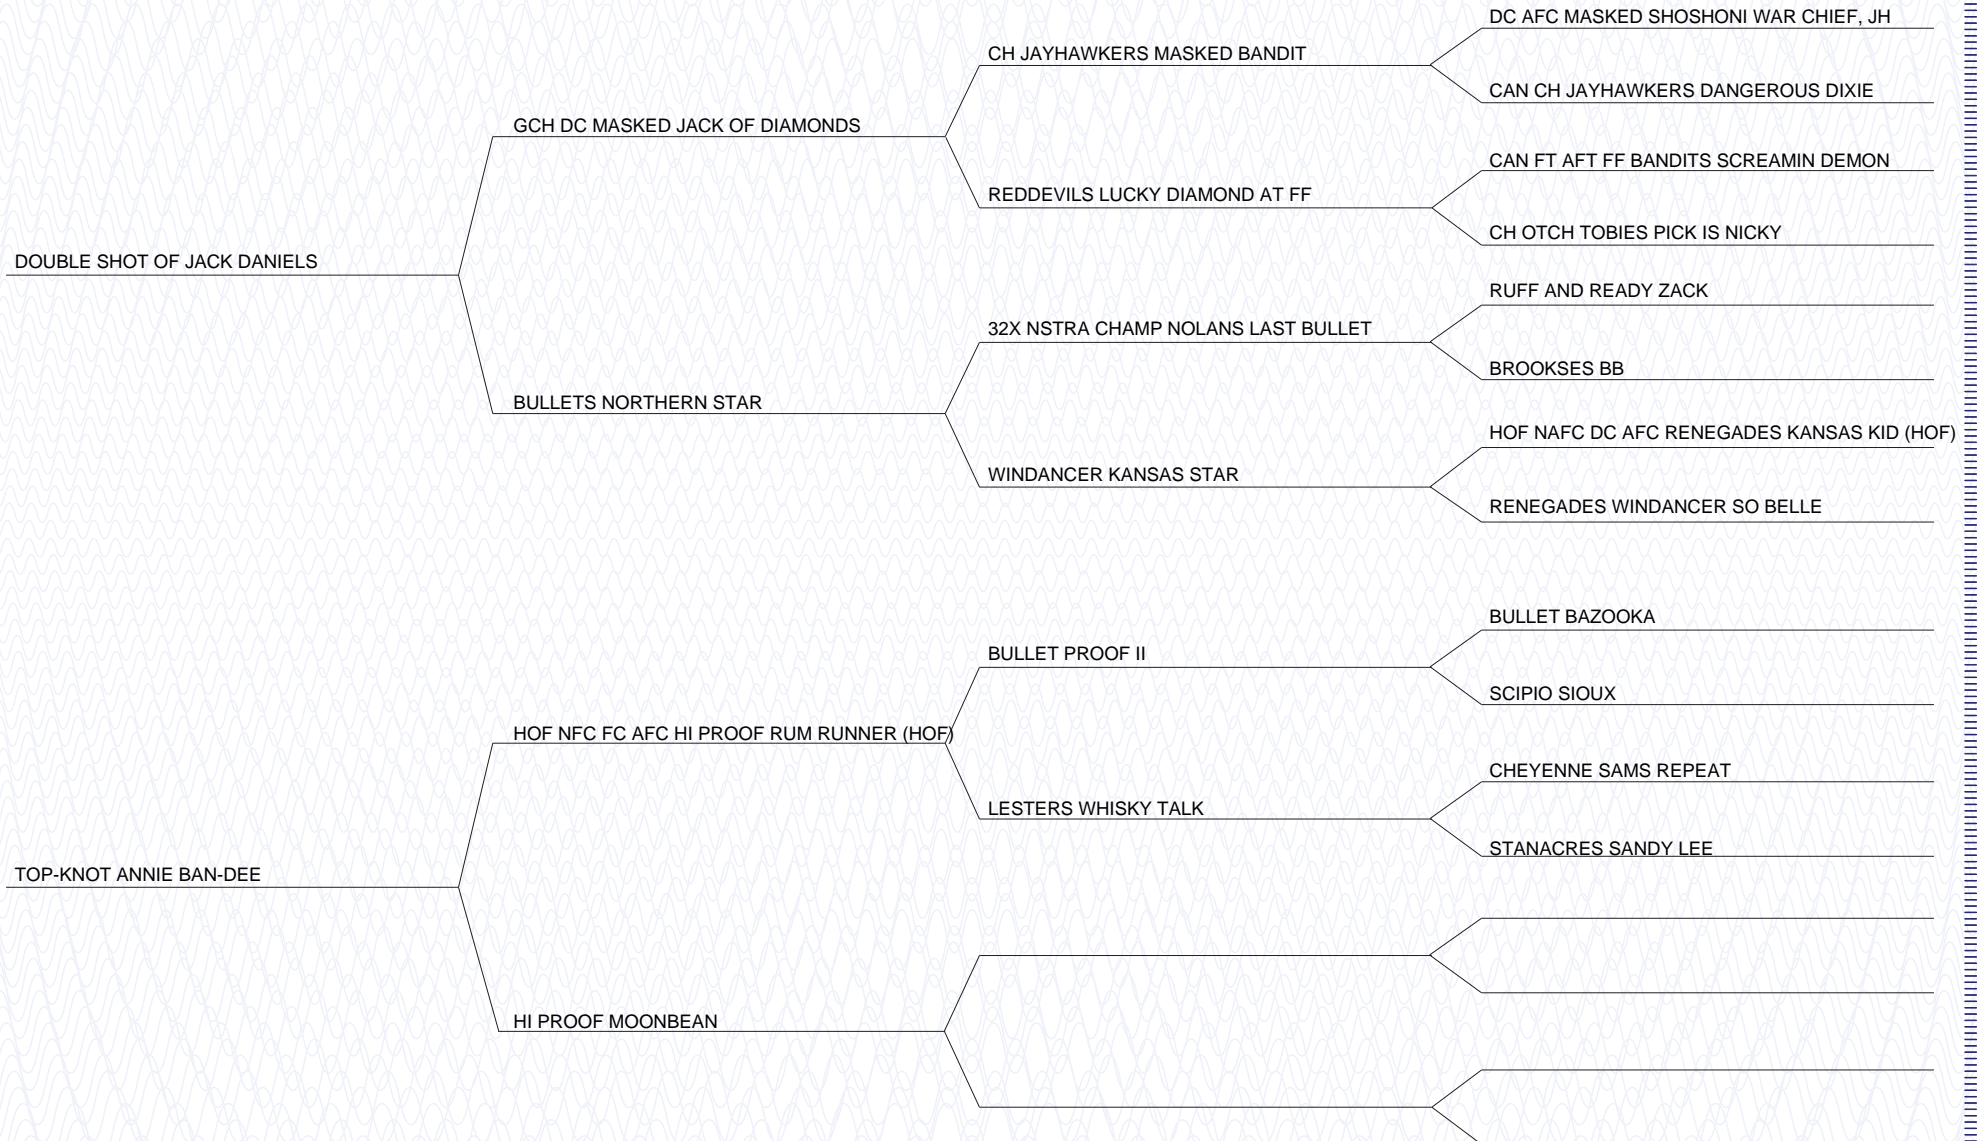 DC AFC MASKED SHOSHONI WAR CHIEF, JH
CH JAYHAWKERS MASKED BANDIT
CAN CH JAYHAWKERS DANGEROUS DIXIE
GCH DC MASKED JACK OF DIAMONDS
CAN FT AFT FF BANDITS SCREAMIN DEMON
REDDEVILS LUCKY DIAMOND AT FF
CH OTCH TOBIES PICK IS NICKY
DOUBLE SHOT OF JACK DANIELS
RUFF AND READY ZACK
32X NSTRA CHAMP NOLANS LAST BULLET
BROOKSES BB
BULLETS NORTHERN STAR
HOF NAFC DC AFC RENEGADES KANSAS KID (HOF)
WINDANCER KANSAS STAR
RENEGADES WINDANCER SO BELLE
BULLET BAZOOKA
BULLET PROOF II
SCIPIO SIOUX
HOF NFC FC AFC HI PROOF RUM RUNNER (HOF)
CHEYENNE SAMS REPEAT
LESTERS WHISKY TALK
STANACRES SANDY LEE
TOP-KNOT ANNIE BAN-DEE
HI PROOF MOONBEAN